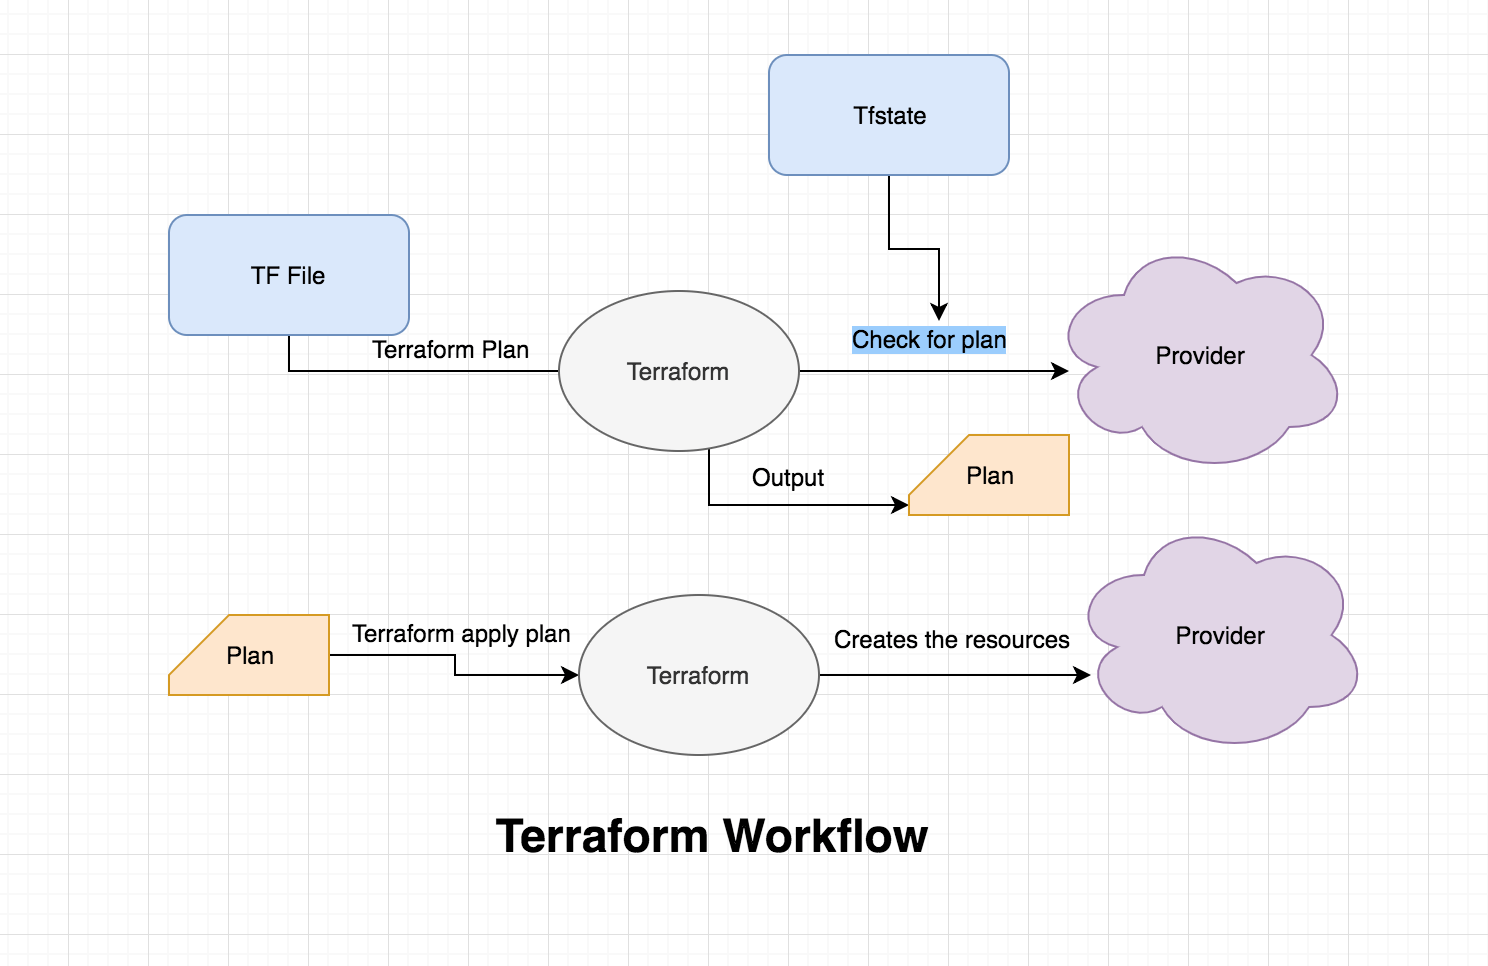 Tfstate
TF File
Terraform Plan
Check for plan
Terraform
Provider
Output
Plan
Plan
Terraform apply plan
Terraform
Creates the resources
Provider
Terraform Workflow